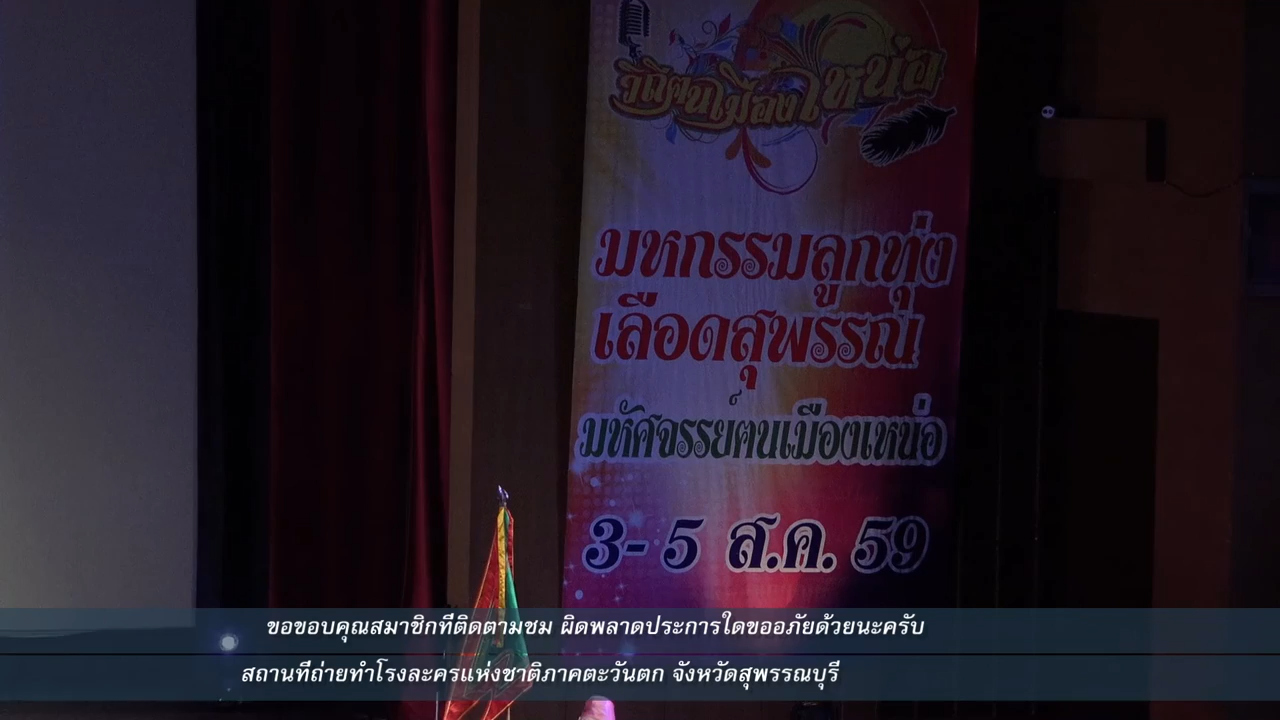 วิถีฅนเมืองเหน่อ
มหกรรมลูกทุ่ง
เลือดสุพรรณ
มหัศจรรย์ฅนเมืองเหน่อ
3- 5 ส.ค. 59
ขอขอบคุณสมาชิกที่ติดตามชม ผิดพลาดประการใดขออภัยด้วยนะครับ
สถานที่ถ่ายทำโรงละครแห่งชาติภาคตะวันตก จังหวัดสุพรรณบุรี